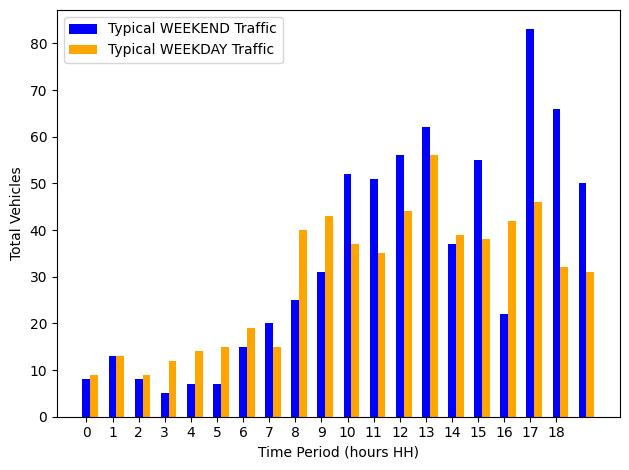 Typical WEEKEND Traffic
Typical WEEKDAY Traffic
80
70
60
50
40
30
20
10
0
Total Vehicles
0 1 2 3 4 5 6 7 8 9 10 11 12 13 14 15 16 17 18
Time Period (hours HH)